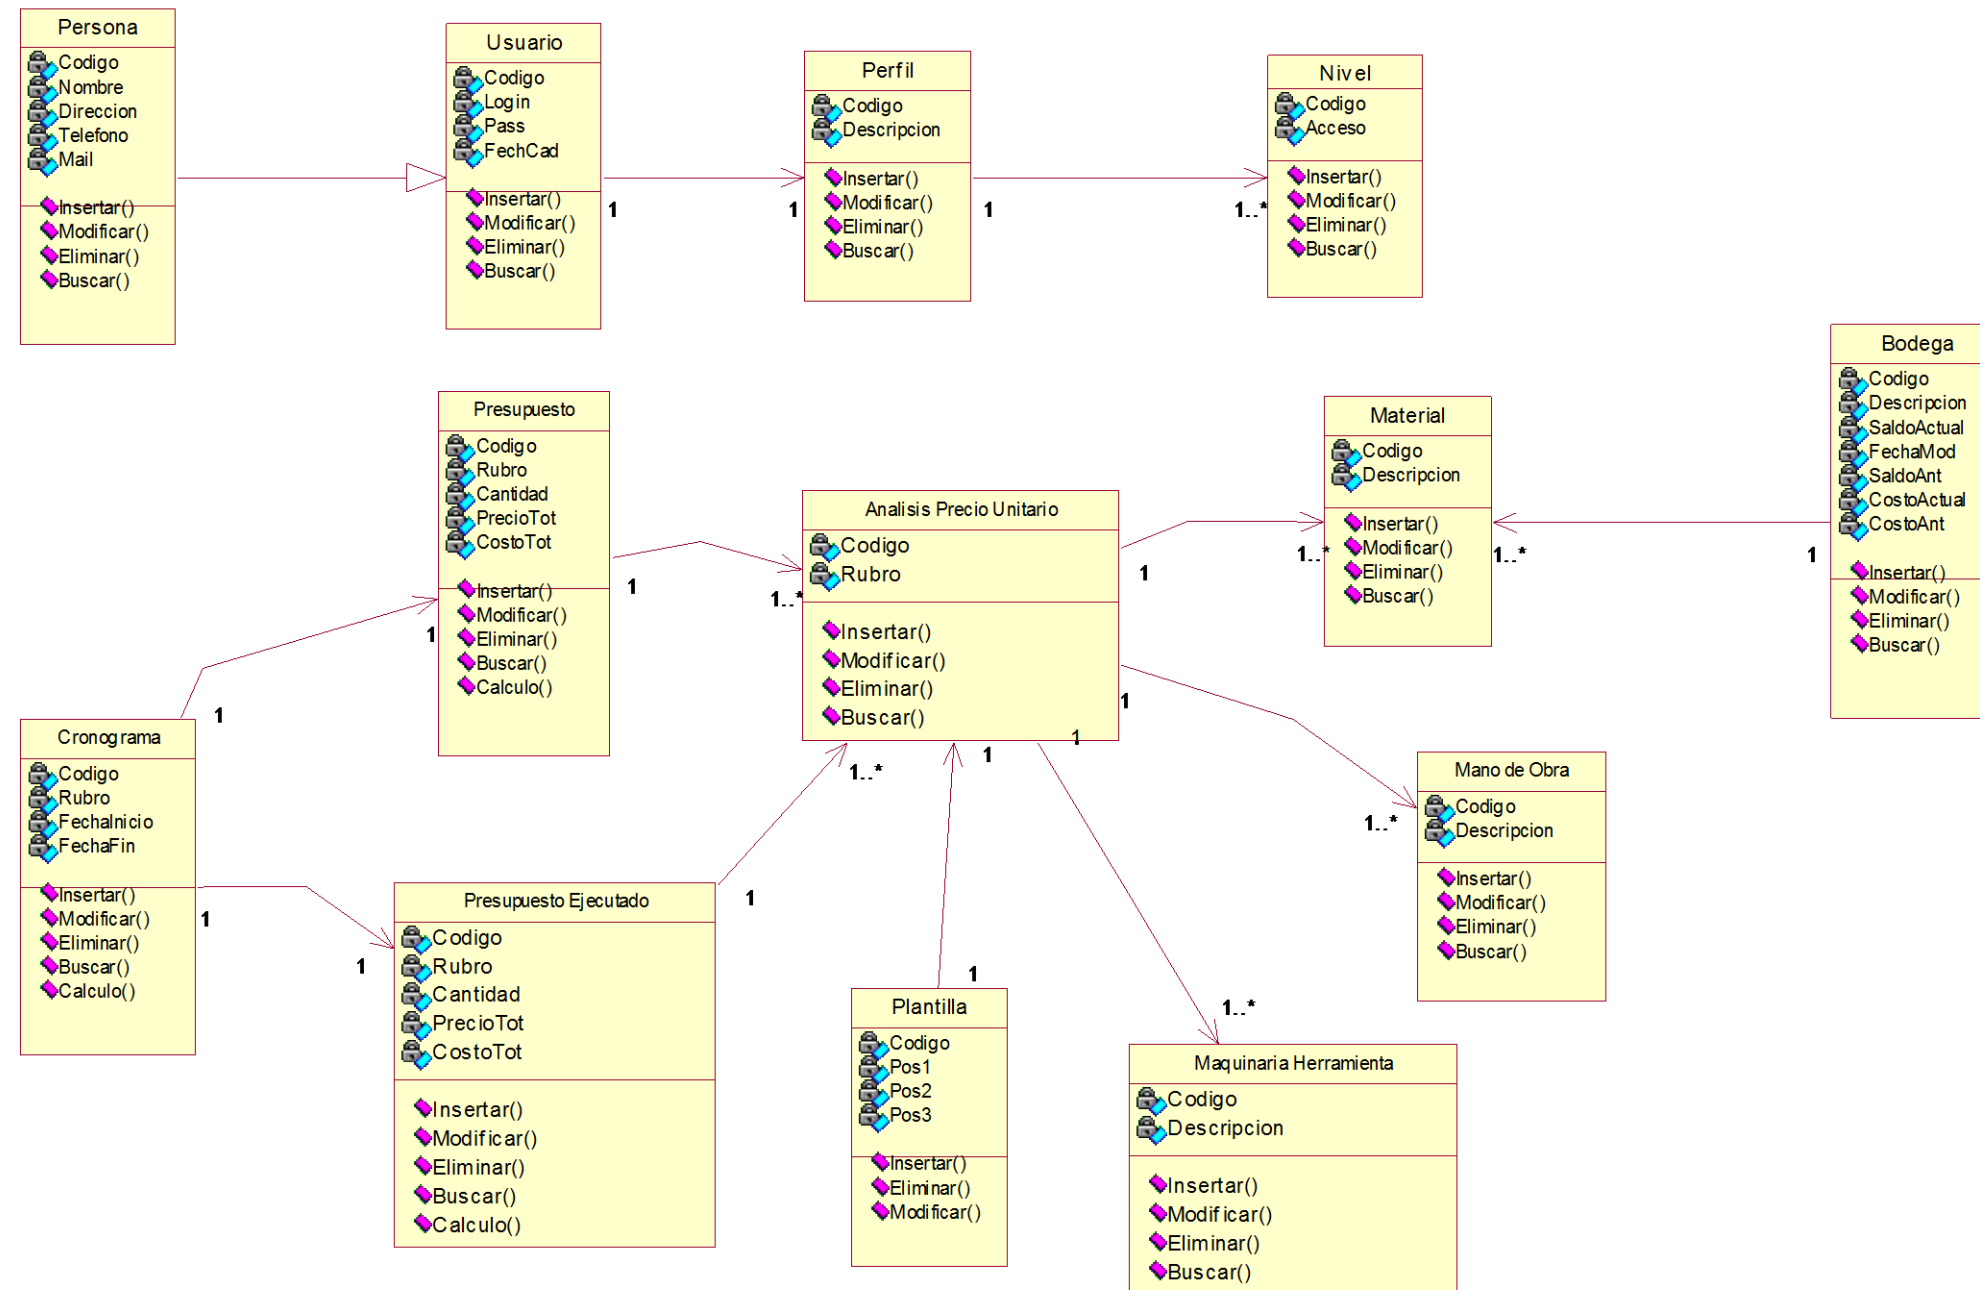 Persona
Codigo
Nombre
Direccion
Telefono
Mail
Insertar()
Modificar()
Eliminar()
Buscar()
Usuario
Codigo
Login
Pass
FechCad
Insertar()
Modificar()
Eliminar()
Buscar()
1
1
Perfil
Codigo
Descripcion
Insertar()
Modificar()
Eliminar()
Buscar()
1
1..*
Nivel
Codigo
Acceso
Insertar()
Modificar()
Eliminar()
Buscar()
Presupuesto
Codigo
Rubro
Cantidad
PrecioTot
CostoTot
Insertar()
Modificar()
Eliminar()
Buscar()
Calculo()
1
1
1..*
Analisis Precio Unitario
Codigo
Rubro
Insertar()
Modificar()
Eliminar()
Buscar()
1
1
1
1
1..*
1..*
Material
Codigo
Descripcion
Insertar()
Modificar()
Eliminar()
Buscar()
1..*
1
Bodega
Codigo
Descripcion
SaldoActual
FechaMod
SaldoAnt
CostoActual
CostoAnt
Insertar()
Modificar()
Eliminar()
Buscar()
Cronograma
Codigo
Rubro
FechaInicio
FechaFin
Insertar()
Modificar()
Eliminar()
Buscar()
Calculo()
1
1
1
Presupuesto Ejecutado
Codigo
Rubro
Cantidad
PrecioTot
CostoTot
Insertar()
Modificar()
Eliminar()
Buscar()
Calculo()
1
1
Plantilla
Codigo
Pos1
Pos2
Pos3
Insertar()
Eliminar()
Modificar()
1..*
Mano de Obra
Codigo
Descripcion
Insertar()
Modificar()
Eliminar()
Buscar()
1..*
Maquinaria Herramienta
Codigo
Descripcion
Insertar()
Modificar()
Eliminar()
Buscar()